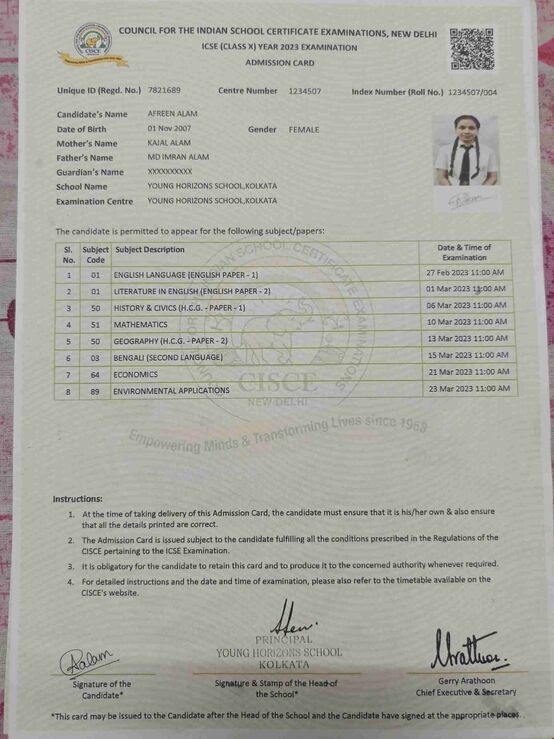 COUNCIL FOR THE INDIAN SCHOOL CERTIFICATE EXAMINATIONS, NEW DELHI
ICSE (CLASS X) YEAR 2023 EXAMINATION
ADMISSION CARD
CISCE
Unique ID (Regd. No.) 7821689 Centre Number 1234507 Index Number (Roll No.) 1234507/004
Candidate's Name AFREEN ALAM
Date of Birth 01 Nov 2007 Gender FEMALE
Mother's Name KAJAL ALAM
Father's Name MD IMRAN ALAM
Guardian's Name XXXXXXXXXX
School Name YOUNG HORIZONS SCHOOL,KOLKATA
Examination Centre YOUNG HORIZONS SCHOOL,KOLKATA
The candidate is permitted to appear for the following subject/papers:
Sl. No. Subject Code Subject Description Date & Time of Examination
1 01 ENGLISH LANGUAGE (ENGLISH PAPER - 1) 27 Feb 2023 11:00 AM
2 01 LITERATURE IN ENGLISH (ENGLISH PAPER - 2) 01 Mar 2023 11:00 AM
3 50 HISTORY & CIVICS (H.C.G. - PAPER - 1) 06 Mar 2023 11:00 AM
4 51 MATHEMATICS 10 Mar 2023 11:00 AM
5 50 GEOGRAPHY (H.C.G. - PAPER - 2) 13 Mar 2023 11:00 AM
6 03 BENGALI (SECOND LANGUAGE) 15 Mar 2023 11:00 AM
7 64 ECONOMICS 21 Mar 2023 11:00 AM
8 89 ENVIRONMENTAL APPLICATIONS 23 Mar 2023 11:00 AM
CISCE
NEW DELHI
Empowering Minds & Transforming Lives since 1958
Instructions:
1. At the time of taking delivery of this Admission Card, the candidate must ensure that it is his/her own & also ensure
that all the details printed are correct.
2. The Admission Card is issued subject to the candidate fulfilling all the conditions prescribed in the Regulations of the
CISCE pertaining to the ICSE Examination.
3. It is obligatory for the candidate to retain this card and to produce it to the concerned authority whenever required.
4. For detailed instructions and the date and time of examination, please also refer to the timetable available on the
CISCE's website.
PRINCIPAL
YOUNG HORIZONS SCHOOL
KOLKATA
Aalam
Signature of the
Candidate*
Signature & Stamp of the Head of
the School*
Gerry Arathoon
Chief Executive & Secretary
*This card may be issued to the Candidate after the Head of the School and the Candidate have signed at the appropriate places.